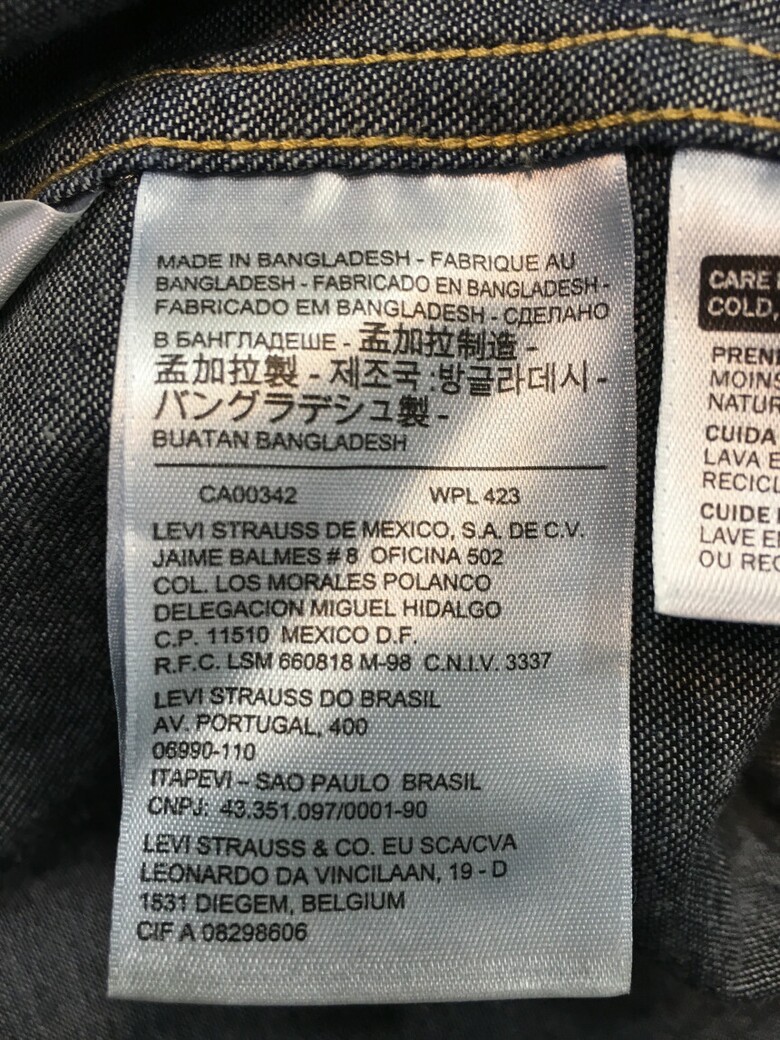 MADE IN BANGLADESH - FABRIQUE AU
BANGLADESH - FABRICADO EN BANGLADESH -
FABRICADO EM BANGLADESH - СДЕЛАНО
В БАНГЛАДЕШЕ - 孟加拉制造 -
孟加拉製 - 제조국 :방글라데시 -
バングラデシュ製 -
BUATAN BANGLADESH
CA00342 WPL 423
LEVI STRAUSS DE MEXICO, S.A. DE C.V.
JAIME BALMES # 8 OFICINA 502
COL. LOS MORALES POLANCO
DELEGACION MIGUEL HIDALGO
C.P. 11510 MEXICO D.F.
R.F.C. LSM 660818 M-98 C.N.I.V. 3337
LEVI STRAUSS DO BRASIL
AV. PORTUGAL, 400
06990-110
ITAPEVI - SAO PAULO BRASIL
CNPJ: 43.351.097/0001-90
LEVI STRAUSS & CO. EU SCA/CVA
LEONARDO DA VINCILAAN, 19 - D
1831 DIEGEM, BELGIUM
CIF A 08298606
CARE
COLD
PREN
MOINS
NATUR
CUIDA
LAVA E
RECICL
CUIDE
LAVE E
OU REC